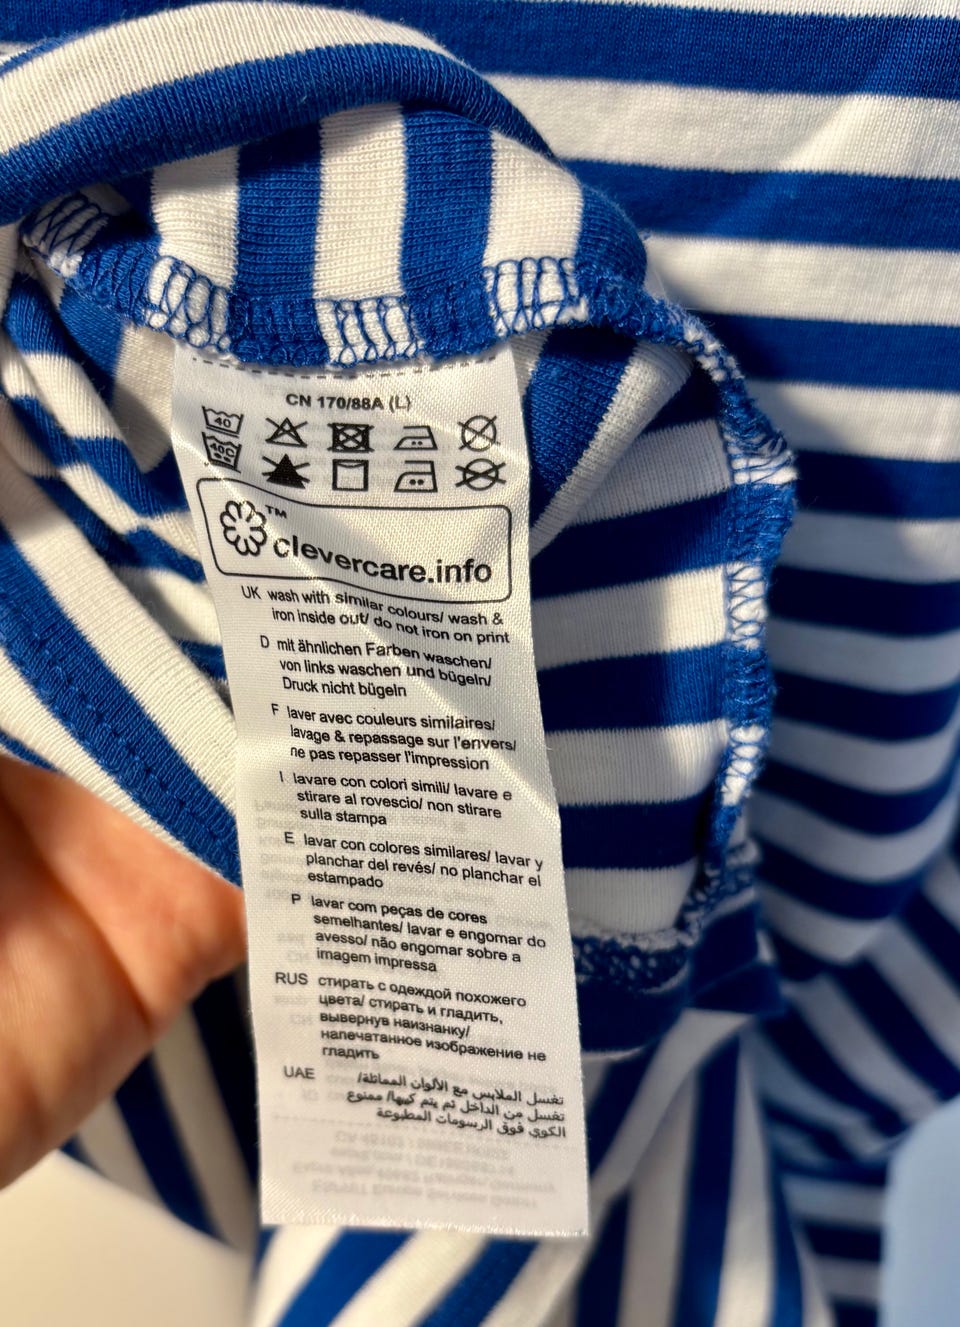 CN 170/88A (L)
40
40C
clevercare.info™
UK wash with similar colours/ wash &
iron inside out/ do not iron on print
D mit ähnlichen Farben waschen/
von links waschen und bügeln/
Druck nicht bügeln
F laver avec couleurs similaires/
lavage & repassage sur l'envers/
ne pas repasser l'impression
I lavare con colori simili/ lavare e
stirare al rovescio/ non stirare
sulla stampa
E lavar con colores similares/ lavar y
planchar del revés/ no planchar el
estampado
P lavar com peças de cores
semelhantes/ lavar e engomar do
avesso/ não engomar sobre a
imagem impressa
RUS стирать с одеждой похожего
цвета/ стирать и гладить,
вывернув наизнанку/
напечатанное изображение не
гладить
UAE تغسل الملابس مع الألوان المماثلة/
تغسل من الداخل ثم يتم كيها/ ممنوع
الكوي فوق الرسومات المطبوعة